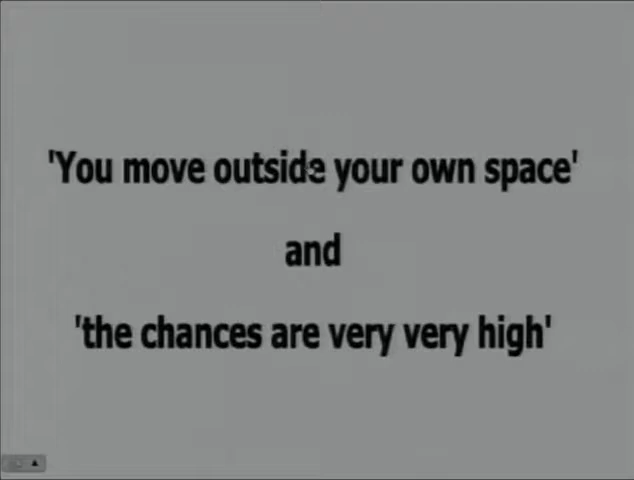 'You move outside your own space'
and
'the chances are very very high'